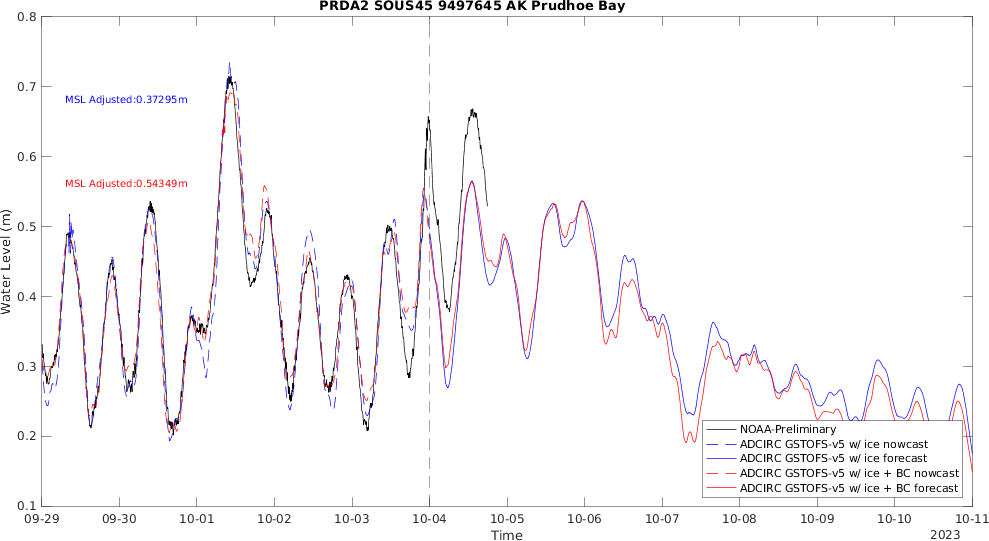 PRDA2 SOUS45 9497645 AK Prudhoe Bay
0.8
0.7
0.6
0.5
0.4
0.3
0.2
0.1
Water Level (m)
MSL Adjusted:0.37295m
MSL Adjusted:0.54349m
NOAA-Preliminary
ADCIRC GSTOFS-v5 w/ ice nowcast
ADCIRC GSTOFS-v5 w/ ice forecast
ADCIRC GSTOFS-v5 w/ ice + BC nowcast
ADCIRC GSTOFS-v5 w/ ice + BC forecast
09-29 09-30 10-01 10-02 10-03 10-04 10-05 10-06 10-07 10-08 10-09 10-10 10-11
Time
2023